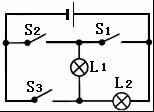 S₂ S₁
L₁
S₃ L₂